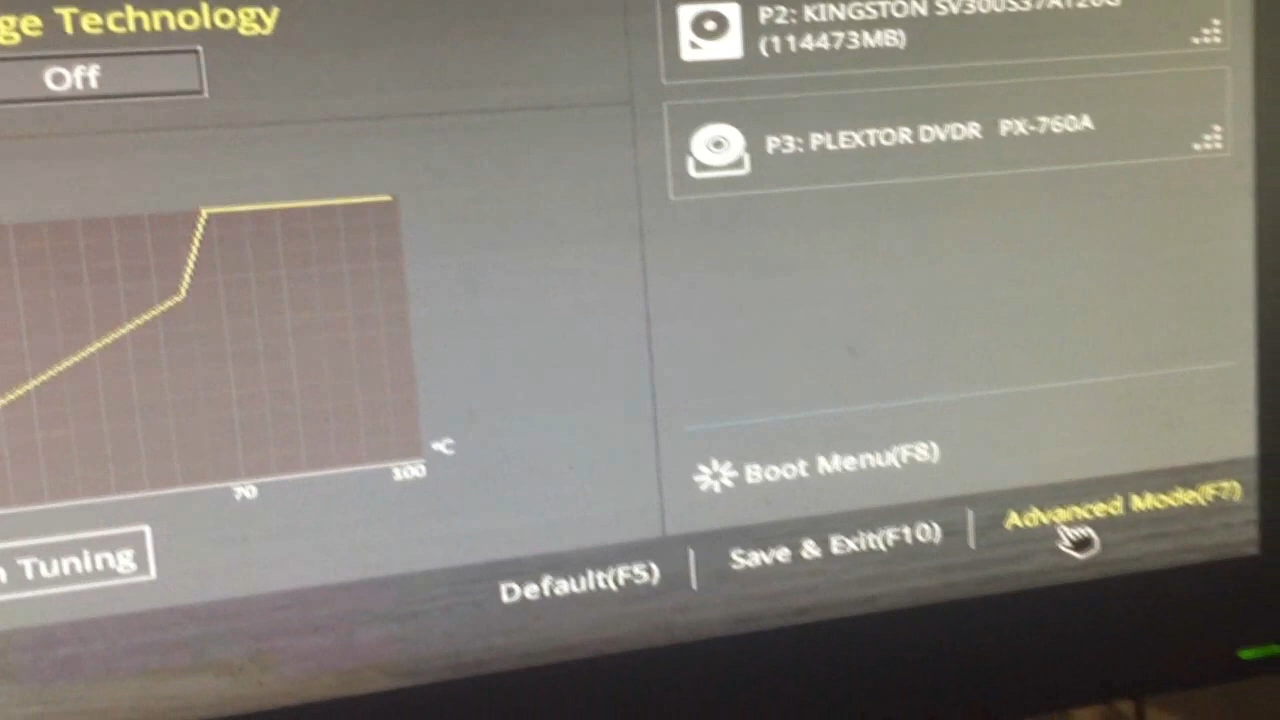 ge Technology
Off
P2: KINGSTON SV300S37A120G
(114473MB)
P3: PLEXTOR DVDR PX-760A
°C
70
100
Tuning
Boot Menu(F8)
Default(F5)
Save & Exit(F10)
Advanced Mode(F7)